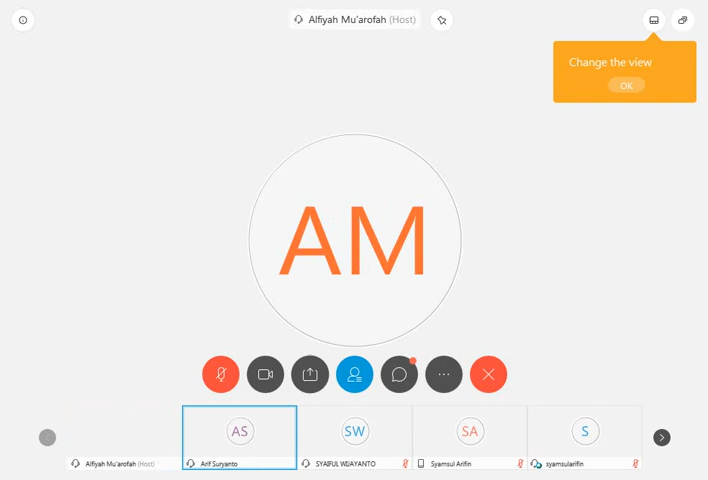 Alfiyah Mu'arofah (Host)
Change the view
OK
AM
AS
SW
SA
S
Alfiyah Mu'arofah (Host)
Arif Suryanto
SYAIFUL WIJAYANTO
Syamsul Arifin
syamsularifin